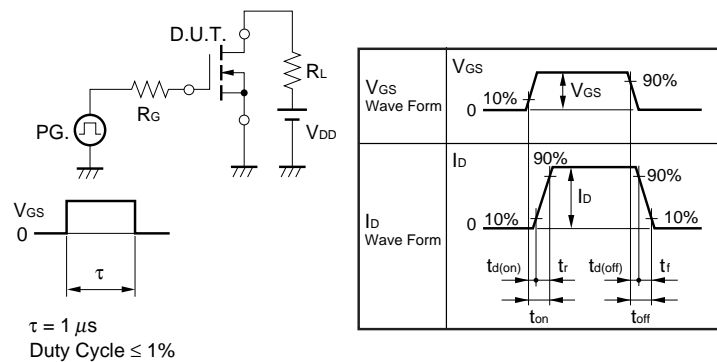 D.U.T.
RL
RG
PG.
VDD
VGS
0
τ
τ = 1 μs
Duty Cycle ≤ 1%
VGS
Wave Form
VGS
VGS
10%
90%
0
ID
Wave Form
ID
90%
90%
ID
10%
10%
0
td(on)
tr
td(off)
tf
ton
toff